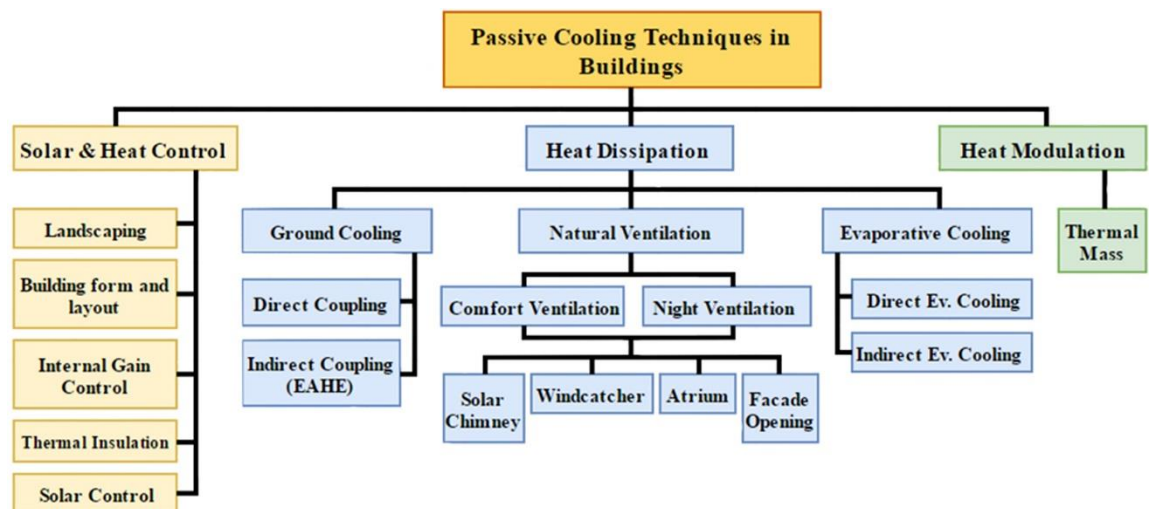 Passive Cooling Techniques in
Buildings
Solar & Heat Control
Heat Dissipation
Heat Modulation
Landscaping
Building form and
layout
Internal Gain
Control
Thermal Insulation
Solar Control
Ground Cooling
Direct Coupling
Indirect Coupling
(EAHE)
Natural Ventilation
Comfort Ventilation
Night Ventilation
Solar
Chimney
Windcatcher
Atrium
Facade
Opening
Evaporative Cooling
Direct Ev. Cooling
Indirect Ev. Cooling
Thermal
Mass